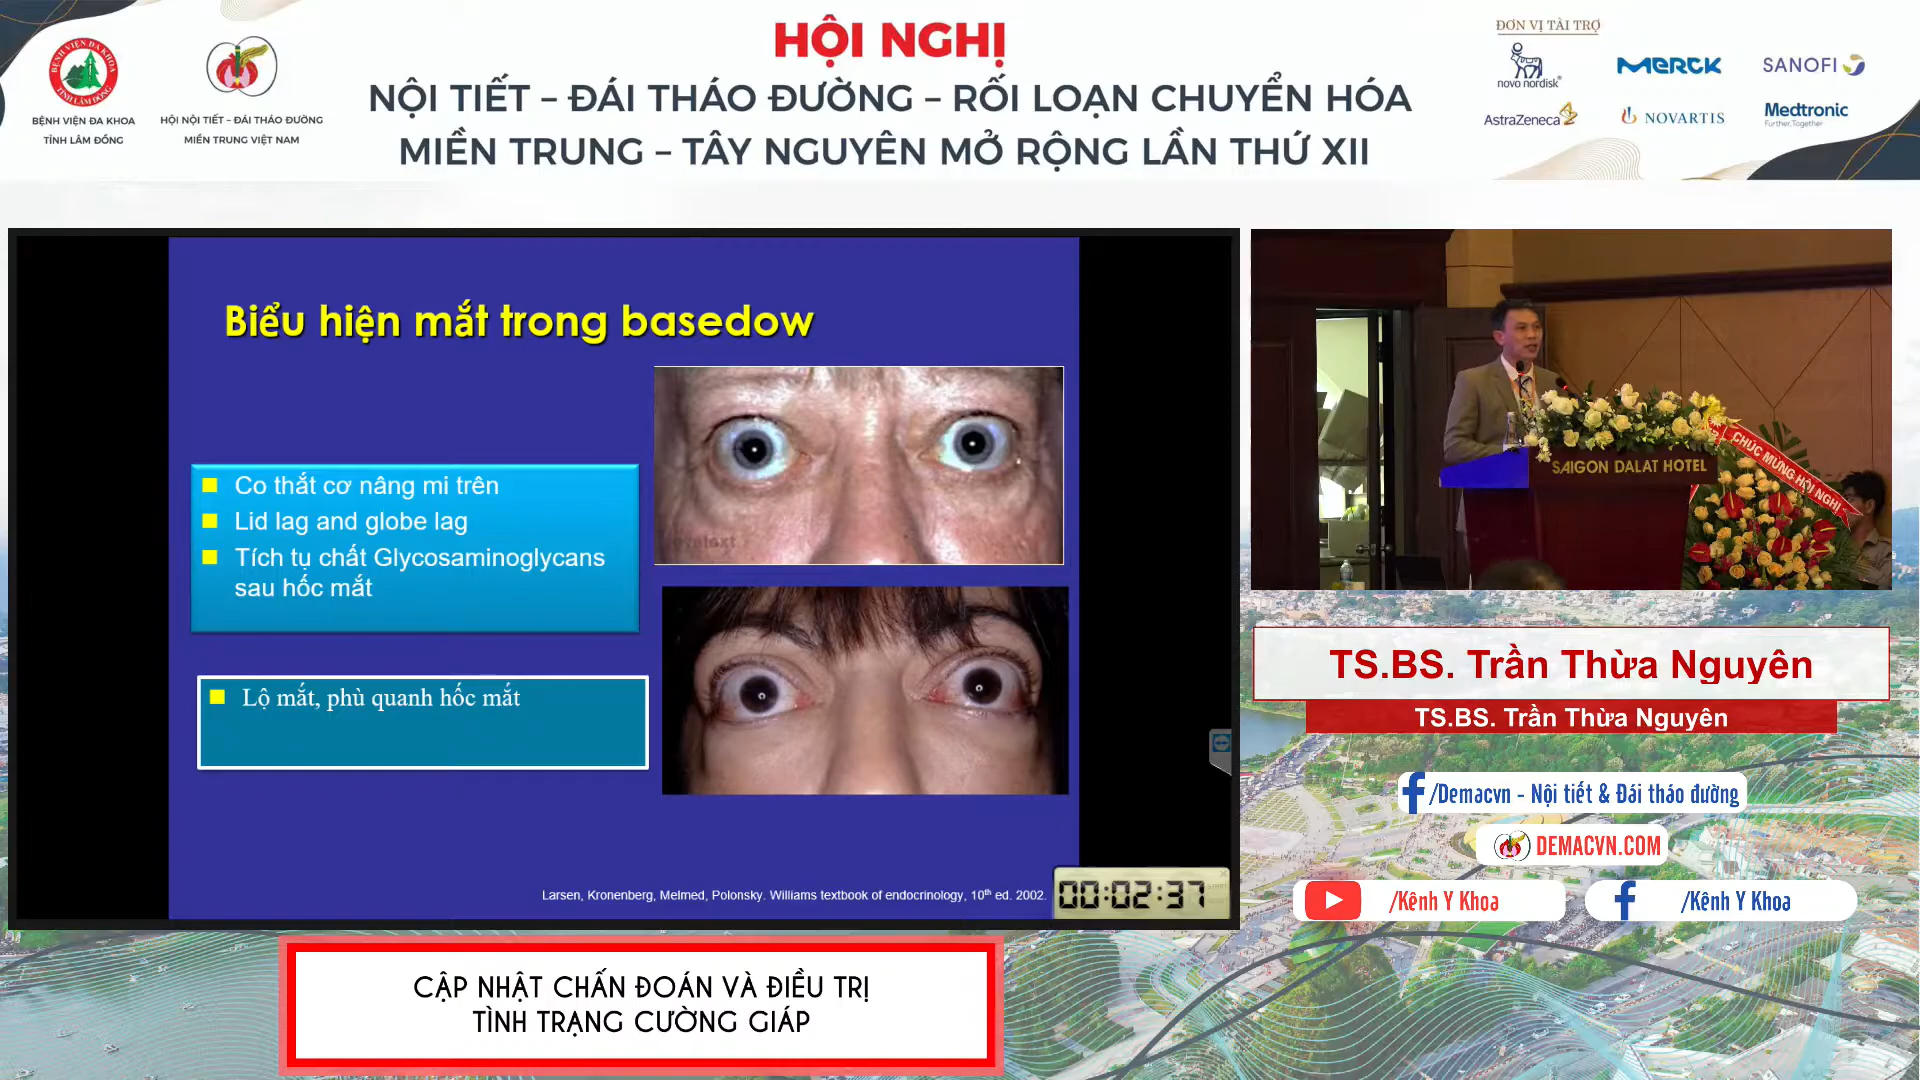 HỘI NGHỊ
NỘI TIẾT – ĐÁI THÁO ĐƯỜNG – RỐI LOẠN CHUYỂN HÓA
MIỀN TRUNG – TÂY NGUYÊN MỞ RỘNG LẦN THỨ XII
BỆNH VIỆN ĐA KHOA
TỈNH LÂM ĐỒNG
BỆNH VIỆN ĐA KHOA
TỈNH LÂM ĐỒNG
HỘI NỘI TIẾT – ĐÁI THÁO ĐƯỜNG
MIỀN TRUNG VIỆT NAM
ĐƠN VỊ TÀI TRỢ
novo nordisk®
MERCK
SANOFI
AstraZeneca
NOVARTIS
Medtronic
Further, Together
Biểu hiện mắt trong basedow
Co thắt cơ nâng mi trên
Lid lag and globe lag
Tích tụ chất Glycosaminoglycans
sau hốc mắt
Lộ mắt, phù quanh hốc mắt
Larsen, Kronenberg, Melmed, Polonsky. Williams textbook of endocrinology, 10th ed. 2002.
00:02:37
SAIGON DALAT HOTEL
CHÚC MỪNG HỘI NGHỊ
TS.BS. Trần Thừa Nguyên
TS.BS. Trần Thừa Nguyên
/Demacvn - Nội tiết & Đái tháo đường
DEMACVN.COM
/Kênh Y Khoa
/Kênh Y Khoa
CẬP NHẬT CHẨN ĐOÁN VÀ ĐIỀU TRỊ
TÌNH TRẠNG CƯỜNG GIÁP